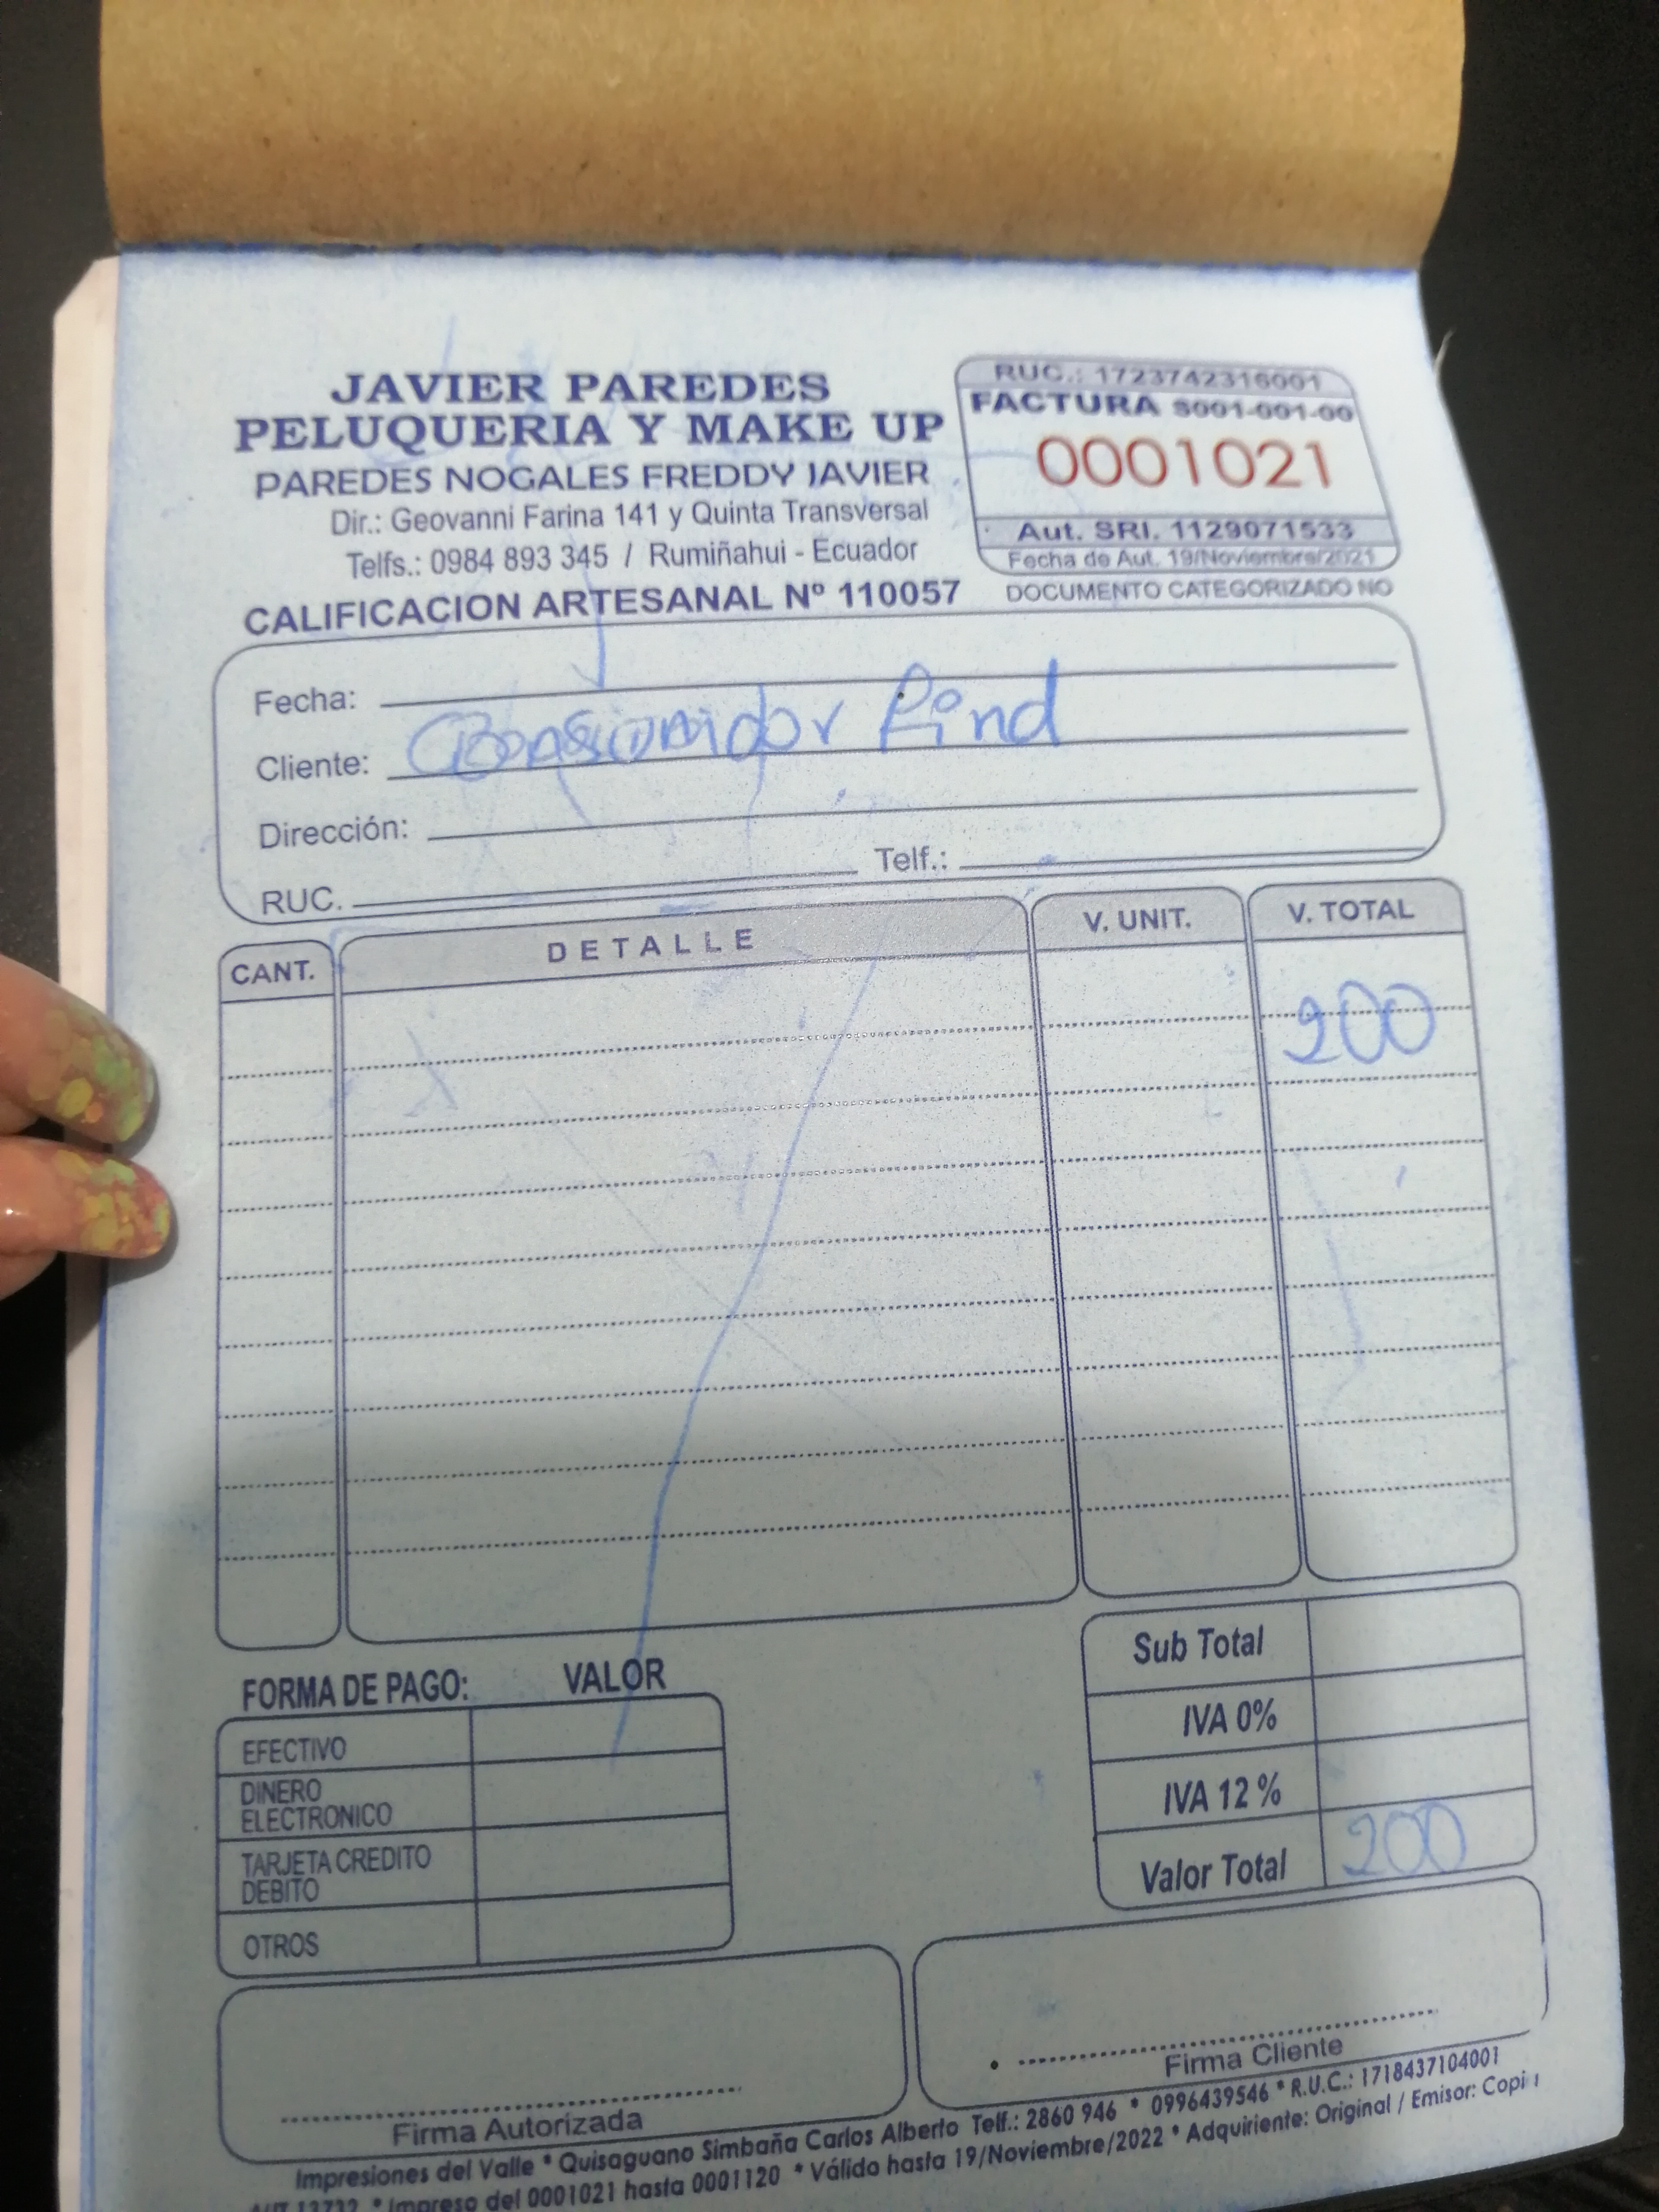 JAVIER PAREDES
PELUQUERIA Y MAKE UP
PAREDES NOGALES FREDDY JAVIER
Dir.: Geovanni Farina 141 y Quinta Transversal
Telfs.: 0984 893 345 / Rumiñahui - Ecuador
CALIFICACION ARTESANAL Nº 110057
RUC.: 1723742316001
FACTURA S001-001-00
0001021
Aut. SRI. 1129071533
Fecha de Aut. 19/Noviembre/2021
DOCUMENTO CATEGORIZADO NO
Fecha:
Cliente: Consumidor Find
Dirección:
RUC. Telf.:
CANT. DETALLE V. UNIT. V. TOTAL
200
FORMA DE PAGO: VALOR
EFECTIVO
DINERO
ELECTRONICO
TARJETA CREDITO
DEBITO
OTROS
Sub Total
IVA 0%
IVA 12 %
Valor Total 200
Firma Autorizada
Firma Cliente
Impresiones del Valle * Quisaguano Simbaña Carlos Alberto Telf.: 2860 946 * 0996439546 * R.U.C.: 1718437104001
AUT 13732 * Impreso del 0001021 hasta 0001120 * Válido hasta 19/Noviembre/2022 * Adquiriente: Original / Emisor: Copia